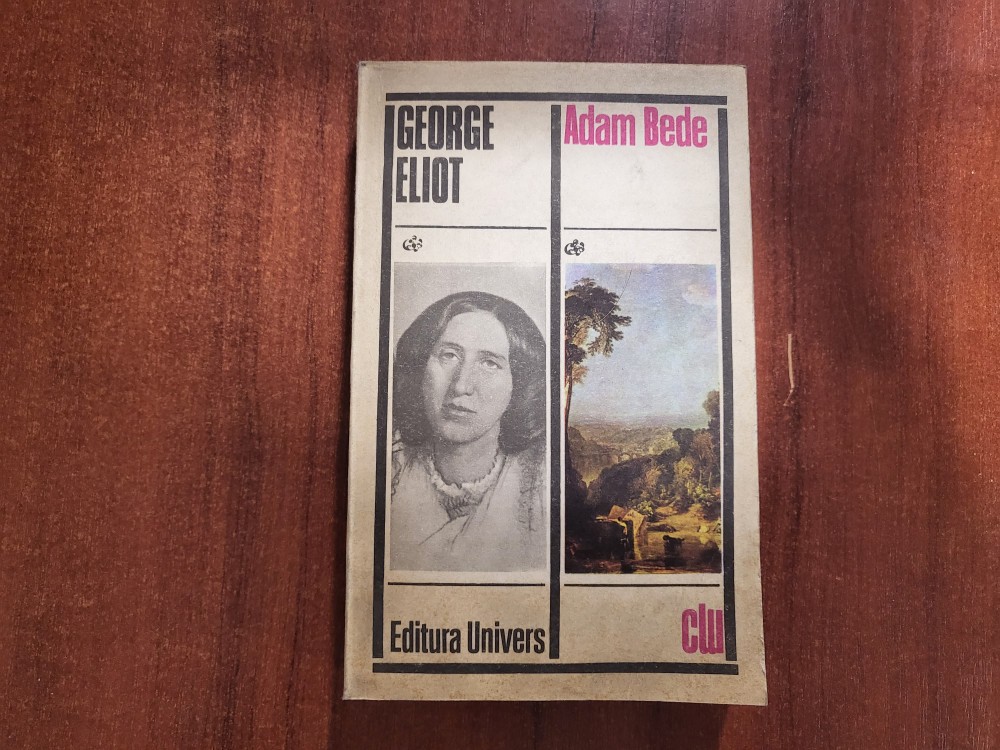 GEORGE
ELIOT
Adam Bede
Editura Univers
clu